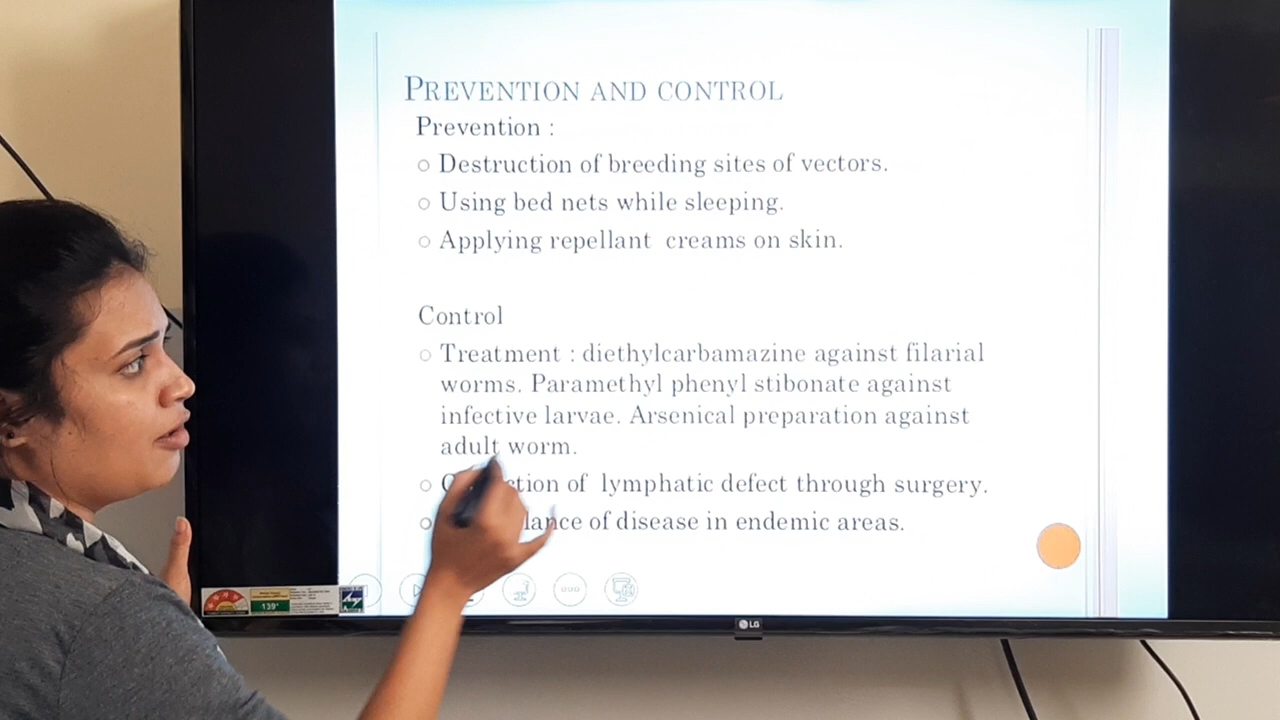 PREVENTION AND CONTROL
Prevention :
Destruction of breeding sites of vectors.
Using bed nets while sleeping.
Applying repellant creams on skin.
Control
Treatment : diethylcarbamazine against filarial
worms. Paramethyl phenyl stibonate against
infective larvae. Arsenical preparation against
adult worm.
of lymphatic defect through surgery.
of disease in endemic areas.
139*
LG